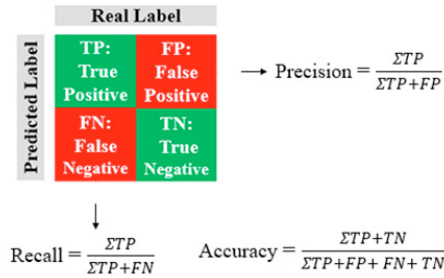 Real Label
Predicted Label
TP:
True
Positive
FP:
False
Positive
FN:
False
Negative
TN:
True
Negative
→ Precision = ΣTP / ΣTP+FP
↓
Recall = ΣTP / ΣTP+FN
Accuracy = ΣTP+TN / ΣTP+FP+ FN+ TN